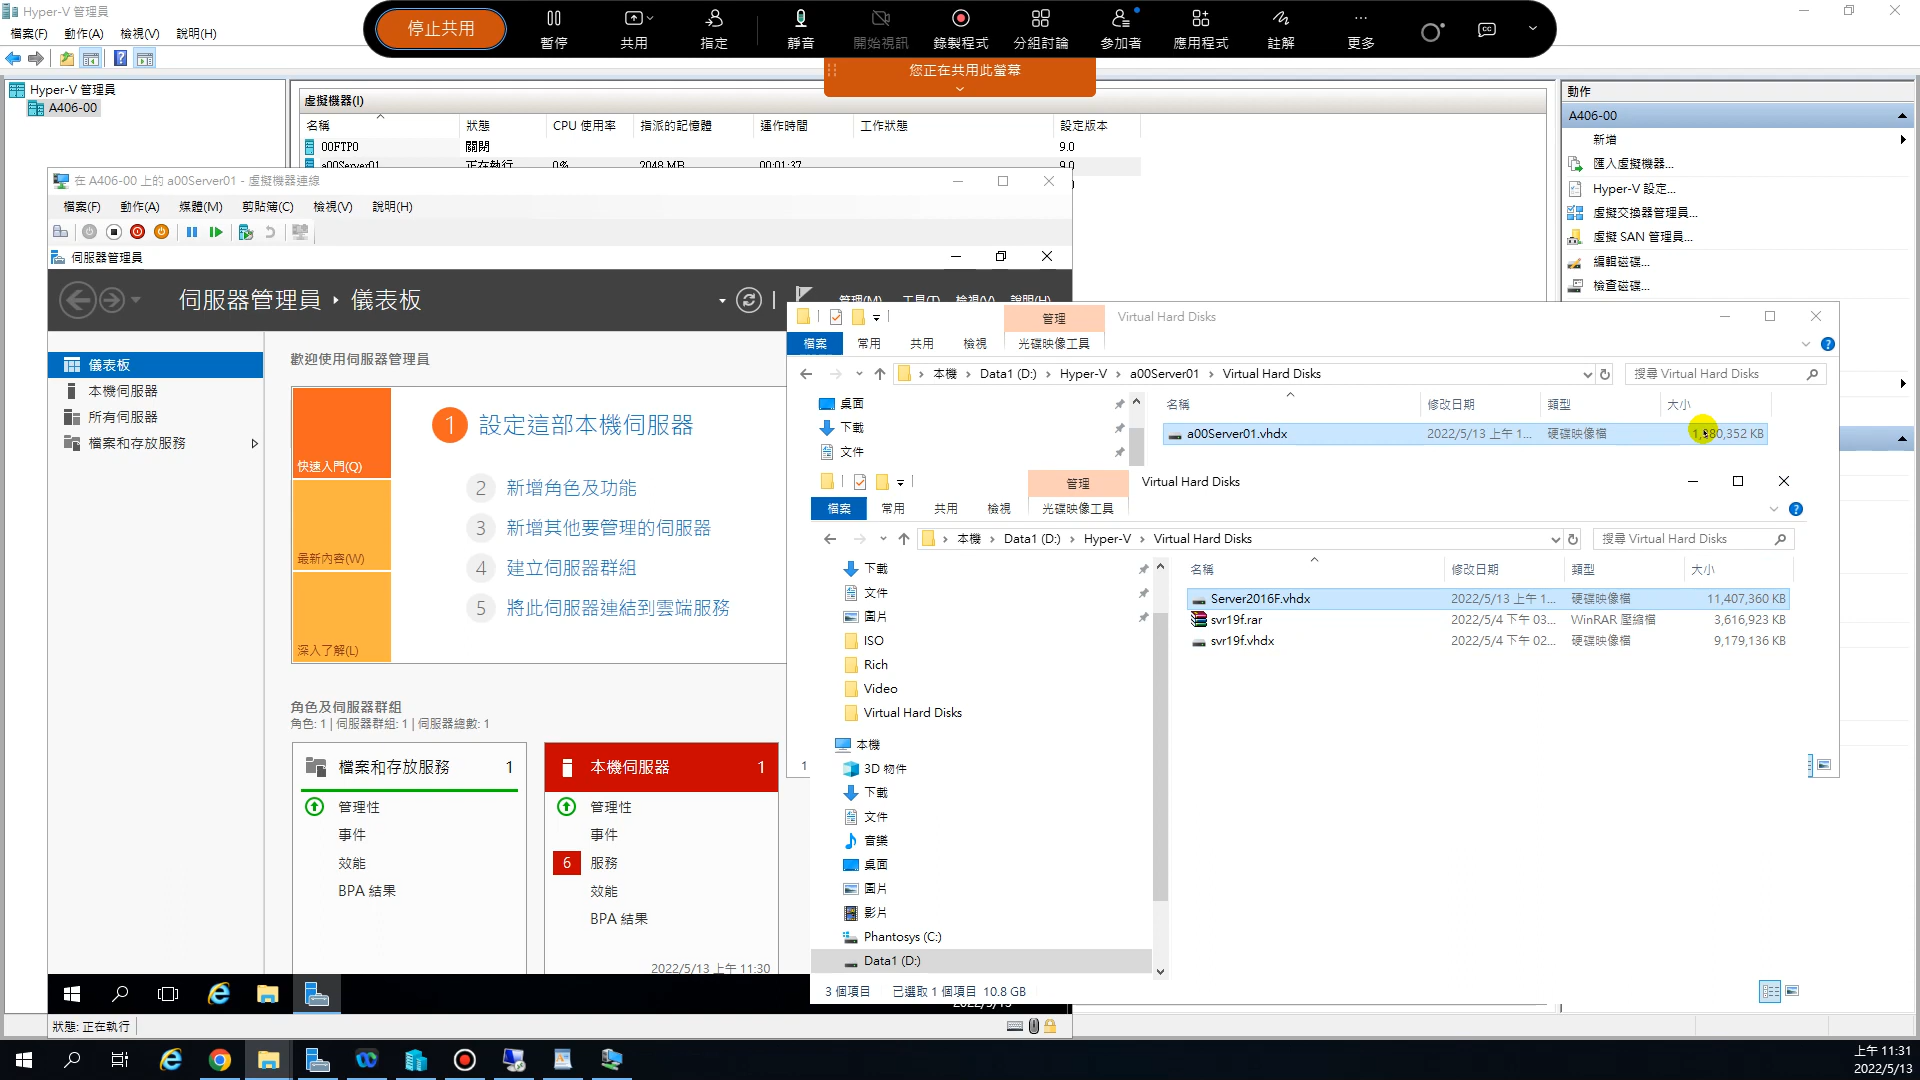 Hyper-V 管理員
檔案(F) 動作(A) 檢視(V) 說明(H)
停止共用
暫停
共用
指定
靜音
開始視訊
錄製程式
分組討論
參加者
應用程式
註解
更多
您正在共用此螢幕
Hyper-V 管理員
A406-00
虛擬機器(I)
名稱 狀態 CPU 使用率 指派的記憶體 運作時間 工作狀態 設定版本
00FTP0 關閉 9.0
a00Server01 正在執行 0% 2048 MB 00:01:37 9.0
動作
A406-00
新增
匯入虛擬機器...
Hyper-V 設定...
虛擬交換器管理員...
虛擬 SAN 管理員...
編輯磁碟...
檢查磁碟...
在 A406-00 上的 a00Server01 - 虛擬機器連線
檔案(F) 動作(A) 媒體(M) 剪貼簿(C) 檢視(V) 說明(H)
伺服器管理員
伺服器管理員 ‣ 儀表板
管理(M) 工具(T) 檢視(V) 說明(H)
儀表板
本機伺服器
所有伺服器
檔案和存放服務
歡迎使用伺服器管理員
快速入門(Q)
最新內容(W)
深入了解(L)
1 設定這部本機伺服器
2 新增角色及功能
3 新增其他要管理的伺服器
4 建立伺服器群組
5 將此伺服器連結到雲端服務
角色及伺服器群組
角色: 1 | 伺服器群組: 1 | 伺服器總數: 1
檔案和存放服務 1
管理性
事件
效能
BPA 結果
本機伺服器 1
管理性
事件
6 服務
效能
BPA 結果
2022/5/13 上午 11:30
狀態: 正在執行
管理 Virtual Hard Disks
檔案 常用 共用 檢視 光碟映像工具
本機 › Data1 (D:) › Hyper-V › a00Server01 › Virtual Hard Disks
搜尋 Virtual Hard Disks
桌面
下載
文件
名稱 修改日期 類型 大小
a00Server01.vhdx 2022/5/13 上午 1... 硬碟映像檔 KB
1
管理 Virtual Hard Disks
檔案 常用 共用 檢視 光碟映像工具
本機 › Data1 (D:) › Hyper-V › Virtual Hard Disks
搜尋 Virtual Hard Disks
下載
文件
圖片
ISO
Rich
Video
Virtual Hard Disks
本機
3D 物件
下載
文件
音樂
桌面
圖片
影片
Phantosys (C:)
Data1 (D:)
名稱 修改日期 類型 大小
Server2016F.vhdx 2022/5/13 上午 1... 硬碟映像檔 11,407,360 KB
svr19f.rar 2022/5/4 下午 03... WinRAR 壓縮檔 3,616,923 KB
svr19f.vhdx 2022/5/4 下午 02... 硬碟映像檔 9,179,136 KB
3 個項目 已選取 1 個項目 10.8 GB
上午 11:31
2022/5/13